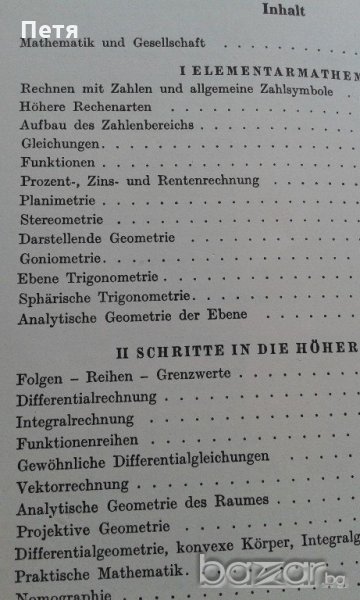 Петя
Inhalt
Mathematik und Gesellschaft . . . . .
I ELEMENTARMATHEM
Rechnen mit Zahlen und allgemeine Zahlsymbole .
Höhere Rechenarten . . . . . . .
Aufbau des Zahlenbereichs . . . . . .
Gleichungen. . . . . . . . . .
Funktionen . . . . . . . . . .
Prozent-, Zins- und Rentenrechnung . . . .
Planimetrie . . . . . . . . . .
Stereometrie . . . . . . . . .
Darstellende Geometrie . . . . . . .
Goniometrie. . . . . . . . . .
Ebene Trigonometrie . . . . . . . .
Sphärische Trigonometrie. . . . . . .
Analytische Geometrie der Ebene . . . .
II SCHRITTE IN DIE HÖHER
Folgen – Reihen – Grenzwerte . . . . .
Differentialrechnung . . . . . . .
Integralrechnung . . . . . . . .
Funktionenreihen . . . . . . . .
Gewöhnliche Differentialgleichungen . . .
Vektorrechnung . . . . . . . .
Analytische Geometrie des Raumes . . . .
Projektive Geometrie . . . . . . .
Differentialgeometrie, konvexe Körper, Integralg
Praktische Mathematik. . . . . . .
Nomographie . . . . . . .
bazar.bg